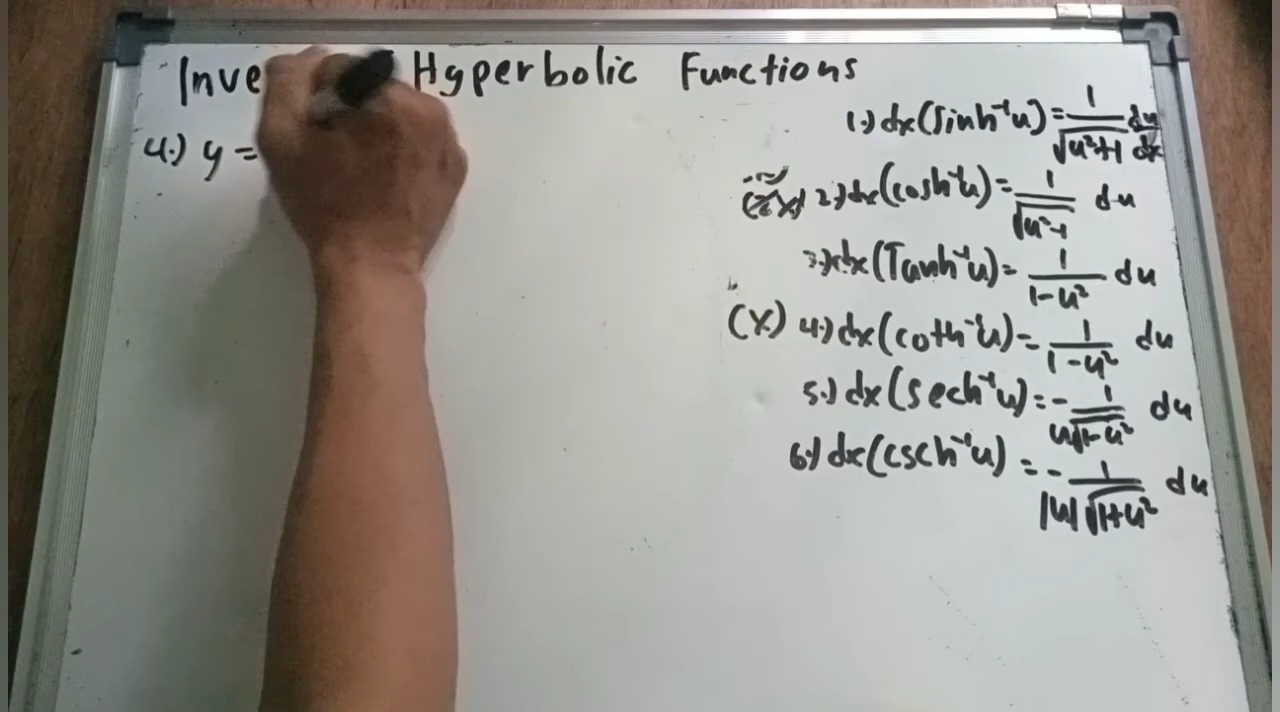 Inve Hyperbolic Functions
4.) y =
1.) dx(sinh⁻¹u) = 1/√u²+1 du/dx
2.) dx(cosh⁻¹u) = 1/√u²-1 du
3.) dx(Tanh⁻¹u) = 1/1-u² du
(X) 4.) dx(coth⁻¹u) = 1/1-u² du
5.) dx(sech⁻¹u) = - 1/u√1-u² du
6.) dx(csch⁻¹u) = - 1/|u|√1+u² du